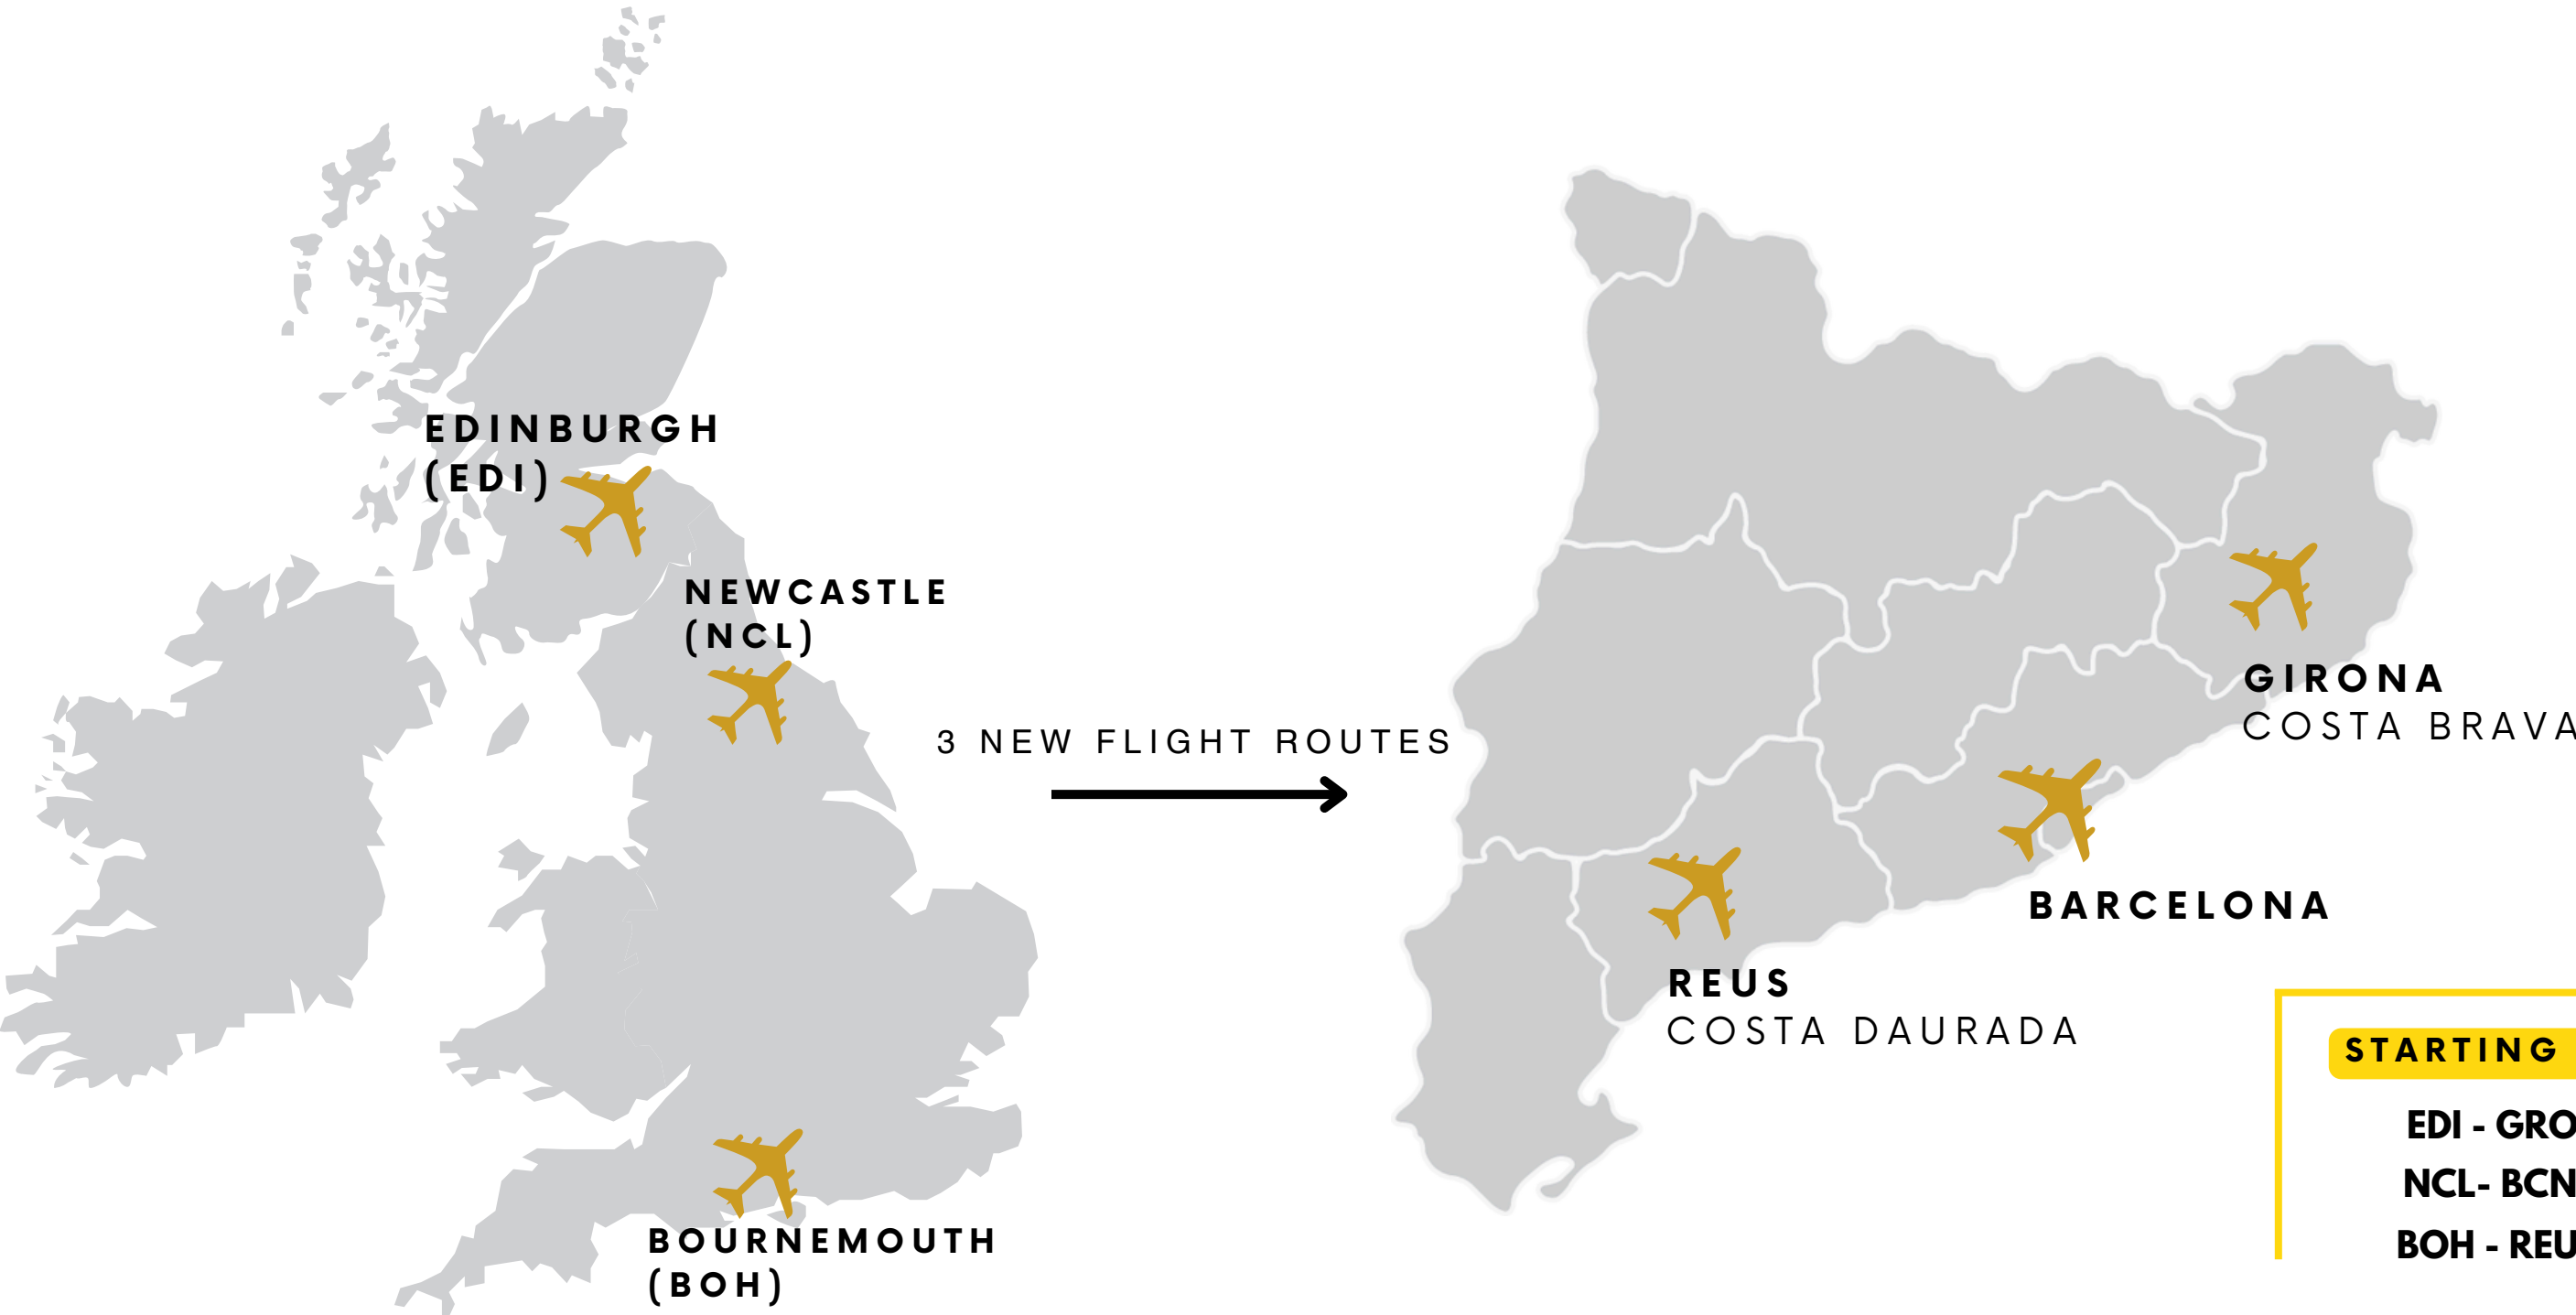 EDINBURGH
(EDI)
NEWCASTLE
(NCL)
3 NEW FLIGHT ROUTES
GIRONA
COSTA BRAVA
BARCELONA
REUS
COSTA DAURADA
BOURNEMOUTH
(BOH)
STARTING
EDI - GRO
NCL- BCN
BOH - REU